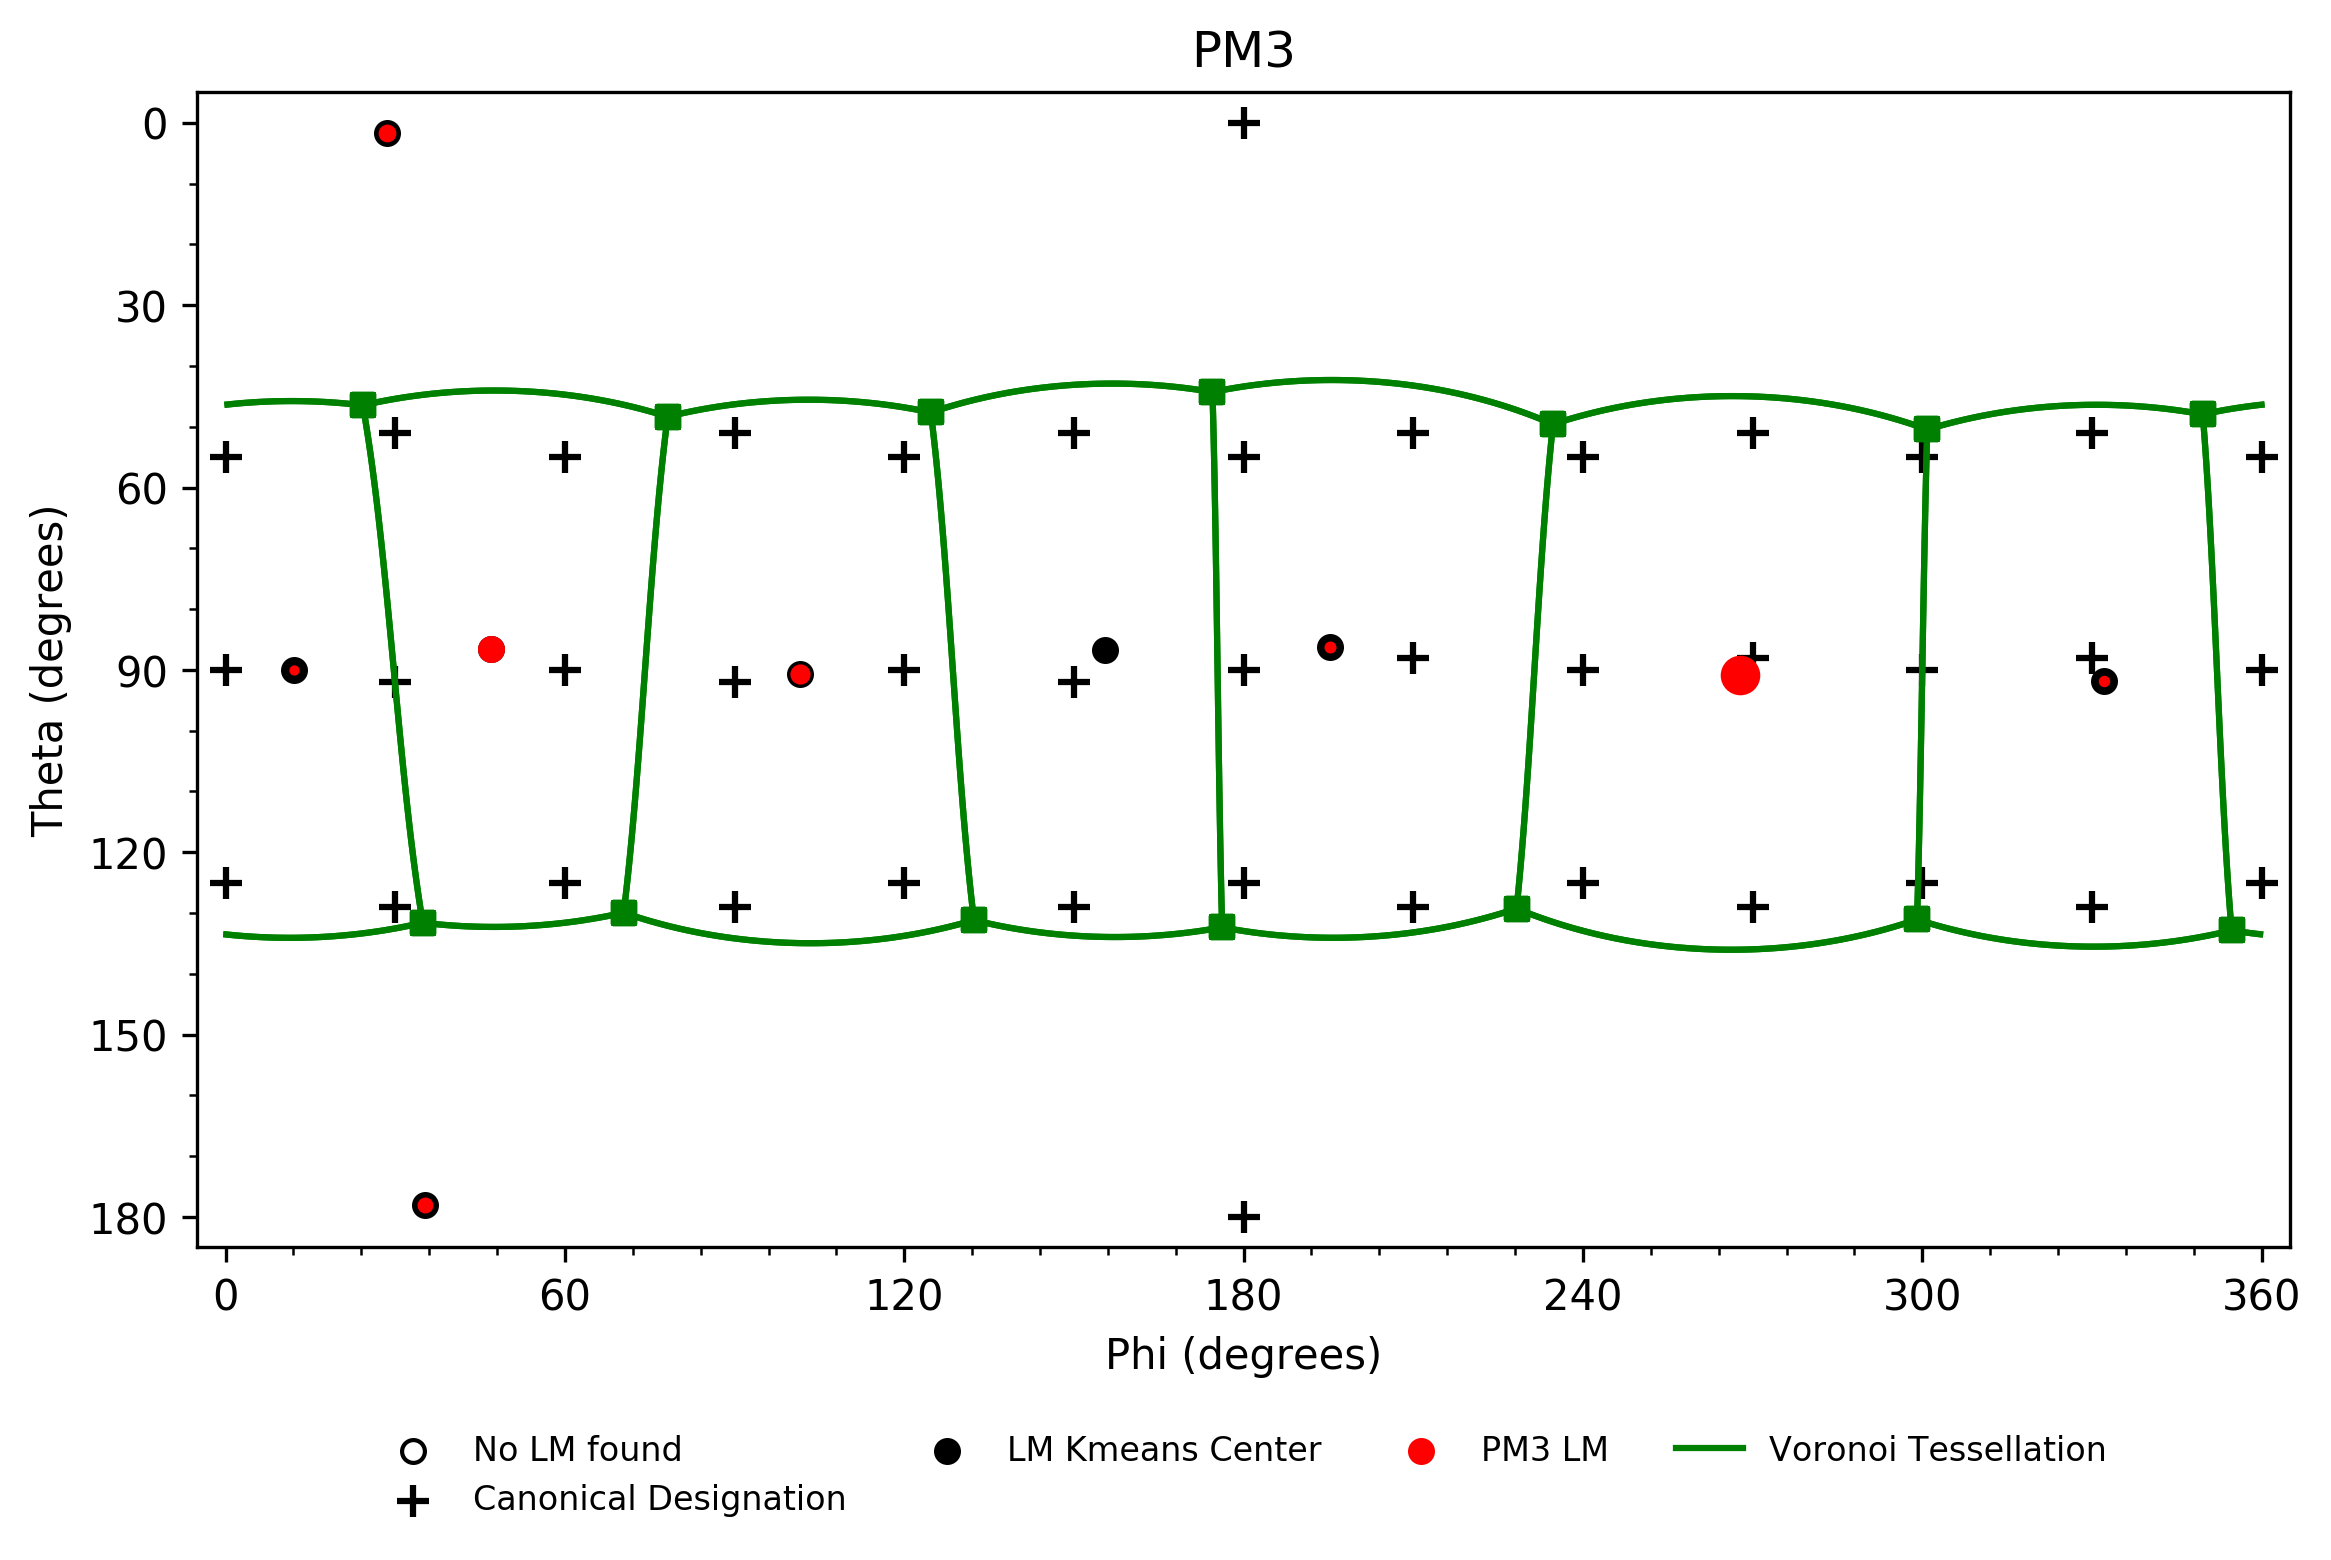 PM3
0
30
60
90
120
150
180
Theta (degrees)
0 60 120 180 240 300 360
Phi (degrees)
No LM found LM Kmeans Center PM3 LM Voronoi Tessellation
Canonical Designation